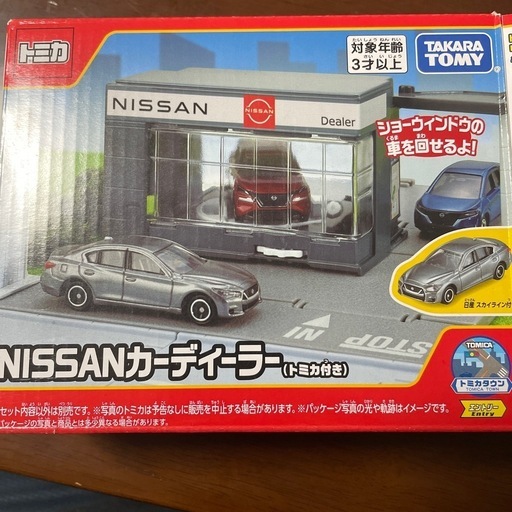 トミカ
対象年齢
3才以上
TAKARA
TOMY
NISSAN
NISSAN
Dealer
ショーウィンドウの
車を回せるよ!
日産 スカイライン付
IN
STOP
NISSANカーディーラー(トミカ付き)
TOMICA
トミカタウン
TOMICA TOWN
エントリー
Entry
セット内容以外は別売です。※写真のトミカは予告なしに販売を中止する場合があります。※パッケージ写真の光や軌跡はイメージです。
パッケージの写真と商品とは多少異なる場合があります。